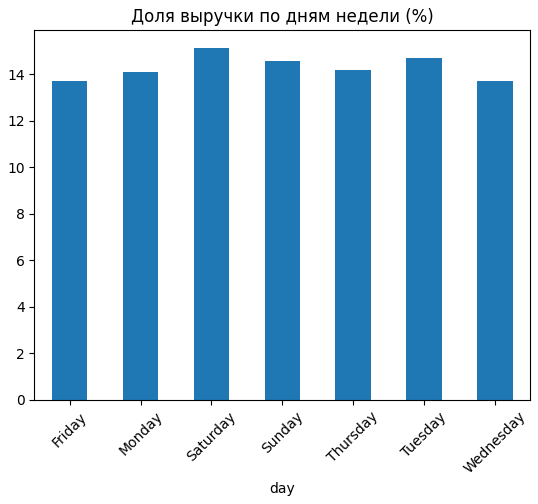 Доля выручки по дням недели (%)
14
12
10
8
6
4
2
0
Friday
Monday
Saturday
Sunday
Thursday
Tuesday
Wednesday
day